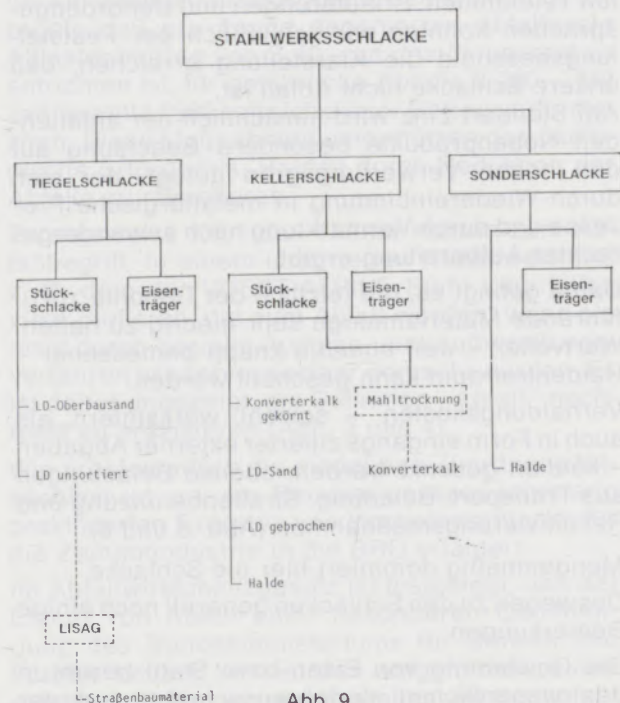 STAHLWERKSSCHLACKE
TIEGELSCHLACKE
KELLERSCHLACKE
SONDERSCHLACKE
Stück-
schlacke
Eisen-
träger
Stück-
schlacke
Eisen-
träger
Eisen-
träger
LD-Oberbausand
LD unsortiert
LISAG
Straßenbaumaterial
Konverterkalk
gekörnt
LD-Sand
LD gebrochen
Halde
Mahltrocknung
Konverterkalk
Halde
Abb. 9